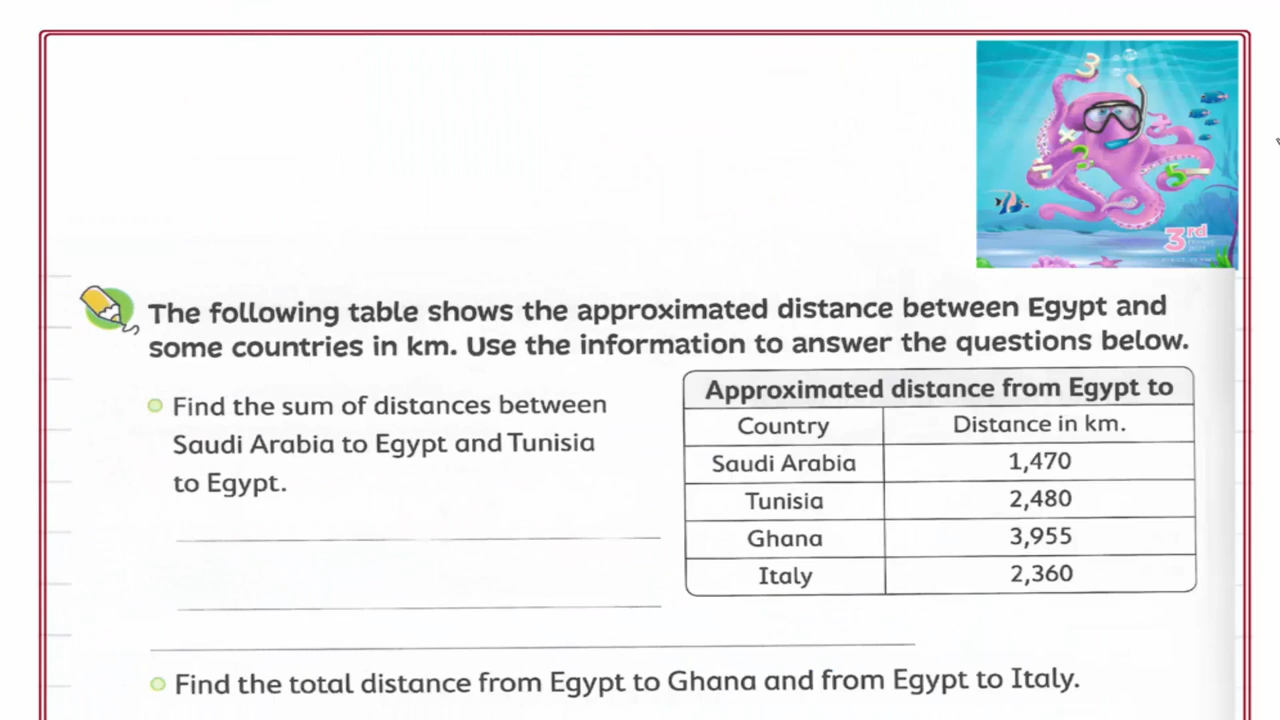 3
2
5
3rd
The following table shows the approximated distance between Egypt and
some countries in km. Use the information to answer the questions below.
Find the sum of distances between
Saudi Arabia to Egypt and Tunisia
to Egypt.
Approximated distance from Egypt to
Country Distance in km.
Saudi Arabia 1,470
Tunisia 2,480
Ghana 3,955
Italy 2,360
Find the total distance from Egypt to Ghana and from Egypt to Italy.